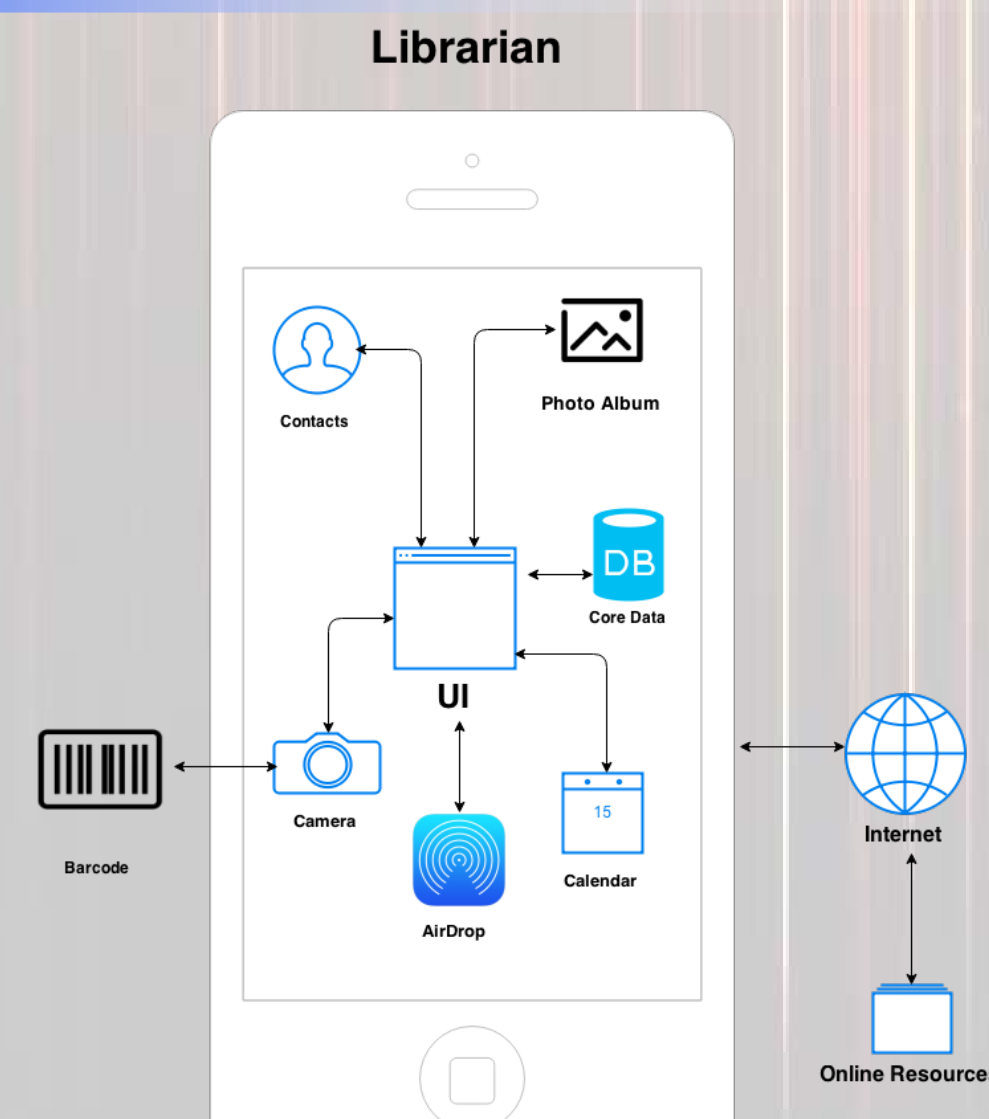 Librarian
Contacts
Photo Album
DB
Core Data
UI
15
Camera
Barcode
AirDrop
Calendar
Internet
Online Resource